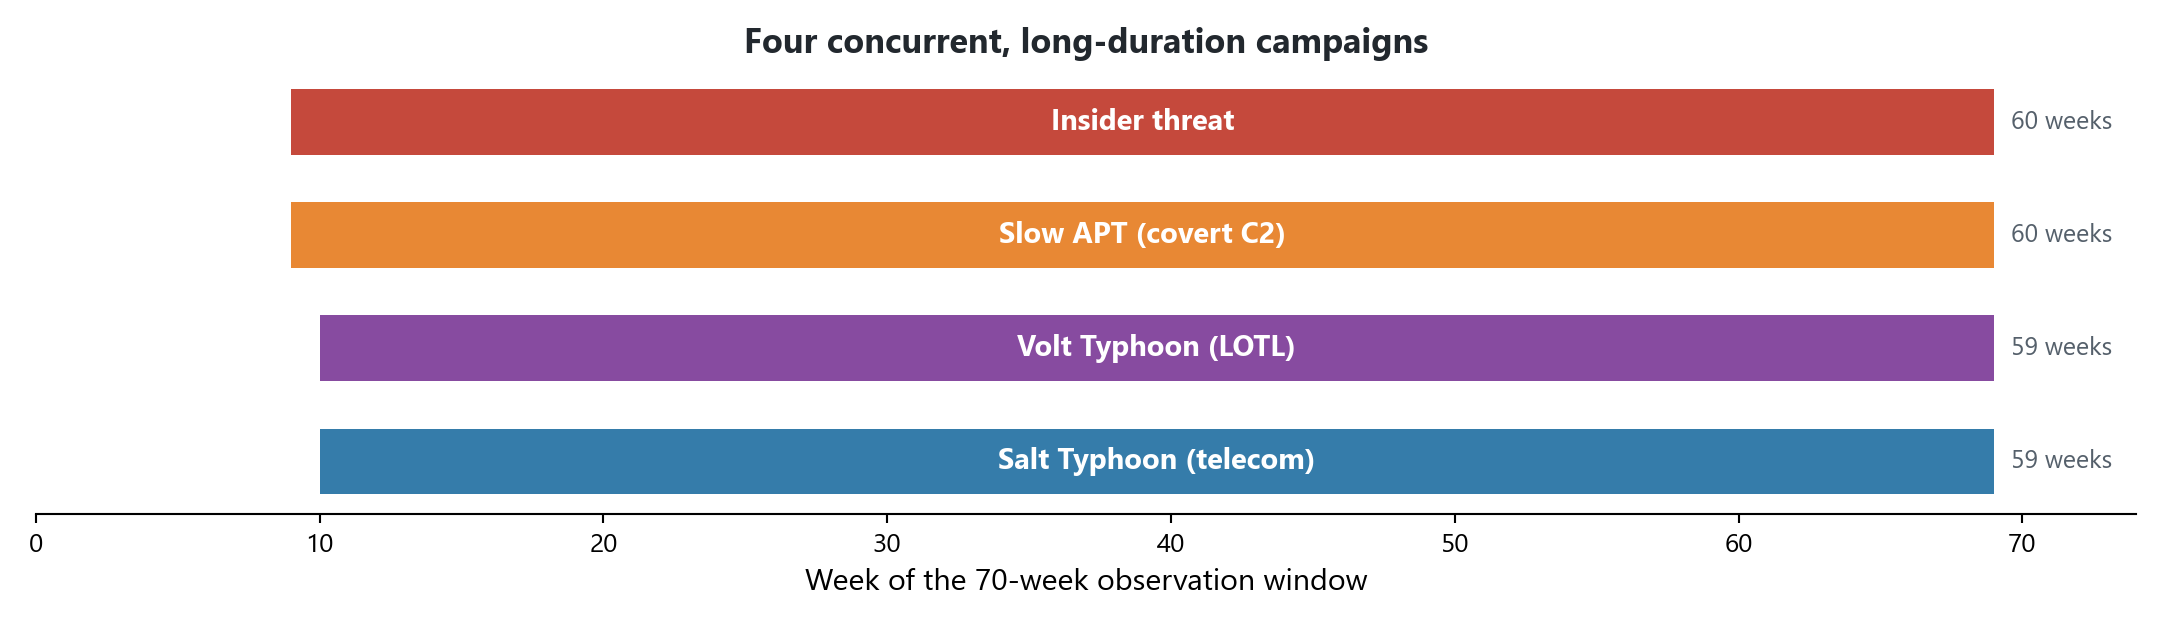 Four concurrent, long-duration campaigns
Insider threat
60 weeks
Slow APT (covert C2)
60 weeks
Volt Typhoon (LOTL)
59 weeks
Salt Typhoon (telecom)
59 weeks
0 10 20 30 40 50 60 70
Week of the 70-week observation window